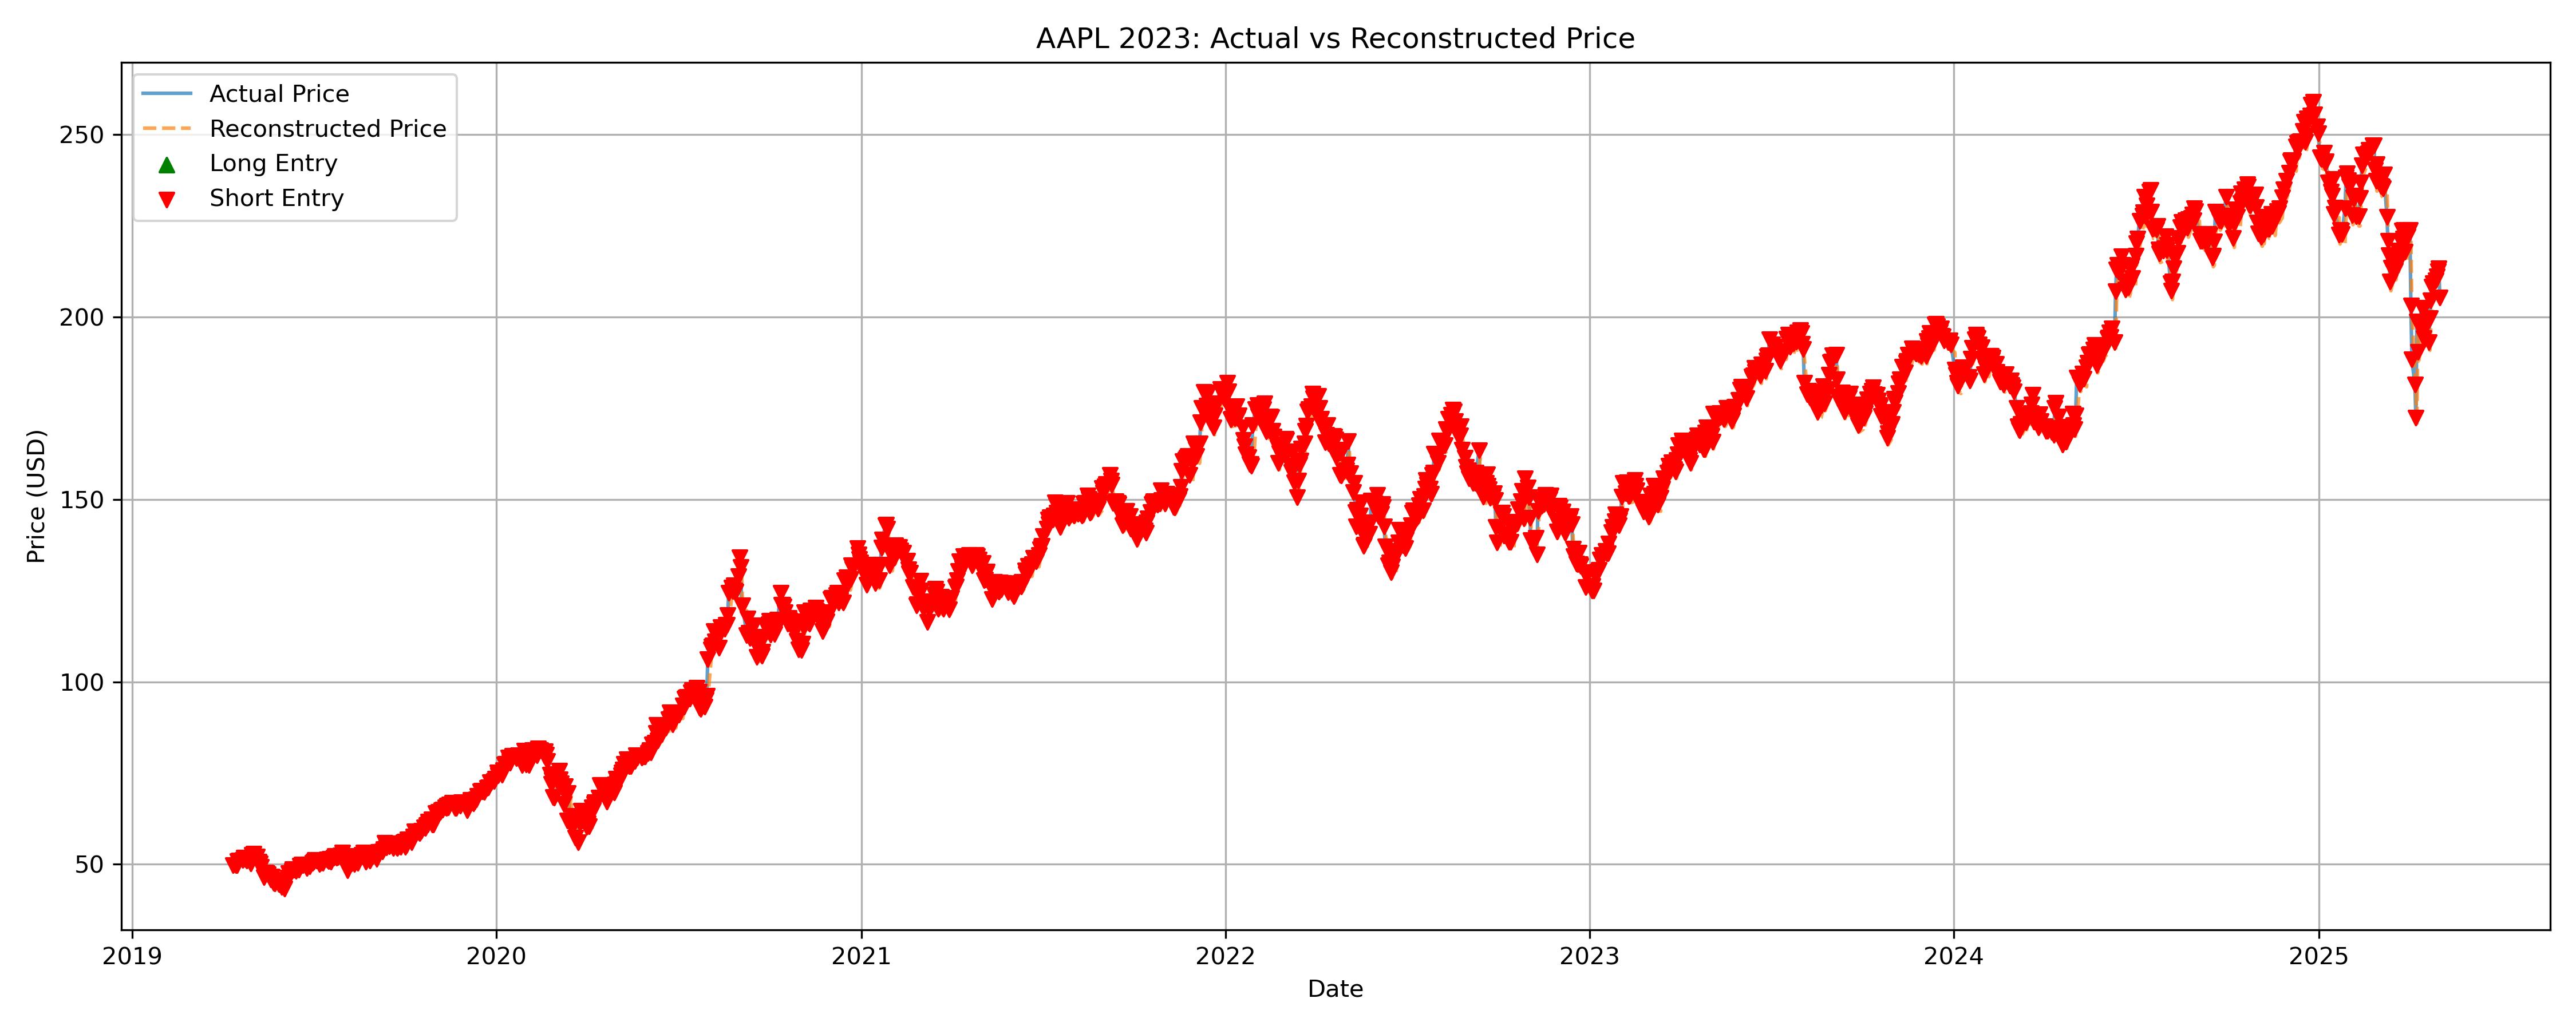 AAPL 2023: Actual vs Reconstructed Price
Actual Price
Reconstructed Price
Long Entry
Short Entry
250
200
150
100
50
Price (USD)
2019 2020 2021 2022 2023 2024 2025
Date